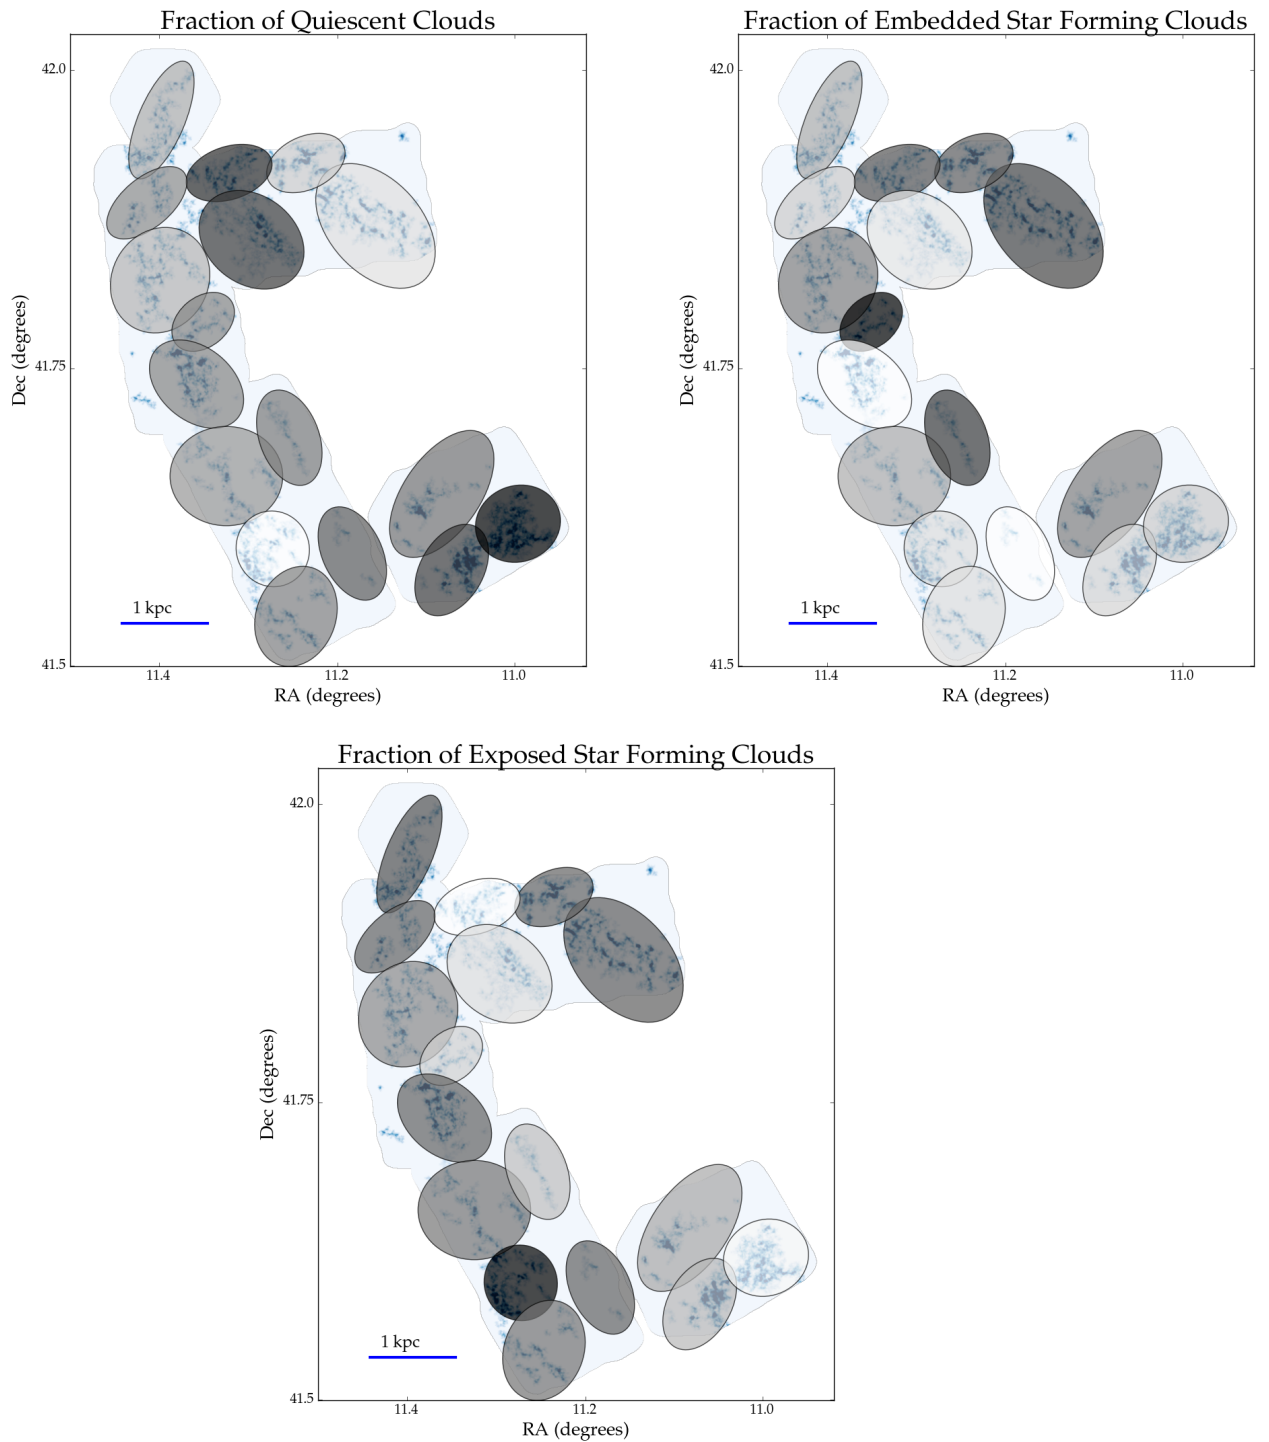 Fraction of Quiescent Clouds
42.0
41.75
41.5
Dec (degrees)
1 kpc
11.4
11.2
11.0
RA (degrees)
Fraction of Embedded Star Forming Clouds
42.0
41.75
41.5
Dec (degrees)
1 kpc
11.4
11.2
11.0
RA (degrees)
Fraction of Exposed Star Forming Clouds
42.0
41.75
41.5
Dec (degrees)
1 kpc
11.4
11.2
11.0
RA (degrees)